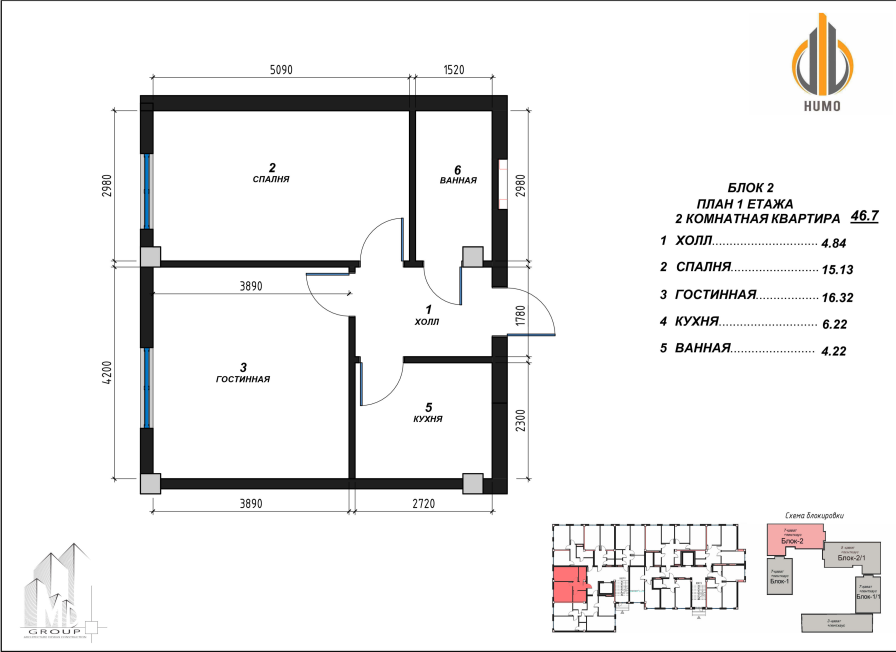 HUMO
5090
1520
2980
2
СПАЛНЯ
6
ВАННАЯ
2980
БЛОК 2
ПЛАН 1 ЕТАЖА
2 КОМНАТНАЯ КВАРТИРА 46.7
1 ХОЛЛ 4.84
2 СПАЛНЯ 15.13
3 ГОСТИННАЯ 16.32
4 КУХНЯ 6.22
5 ВАННАЯ 4.22
3890
1
ХОЛЛ
1780
4200
3
ГОСТИННАЯ
5
КУХНЯ
2300
3890
2720
Схема блокировки
Блок-2
Блок-2/1
Блок-1
Блок-1/1
MD
GROUP